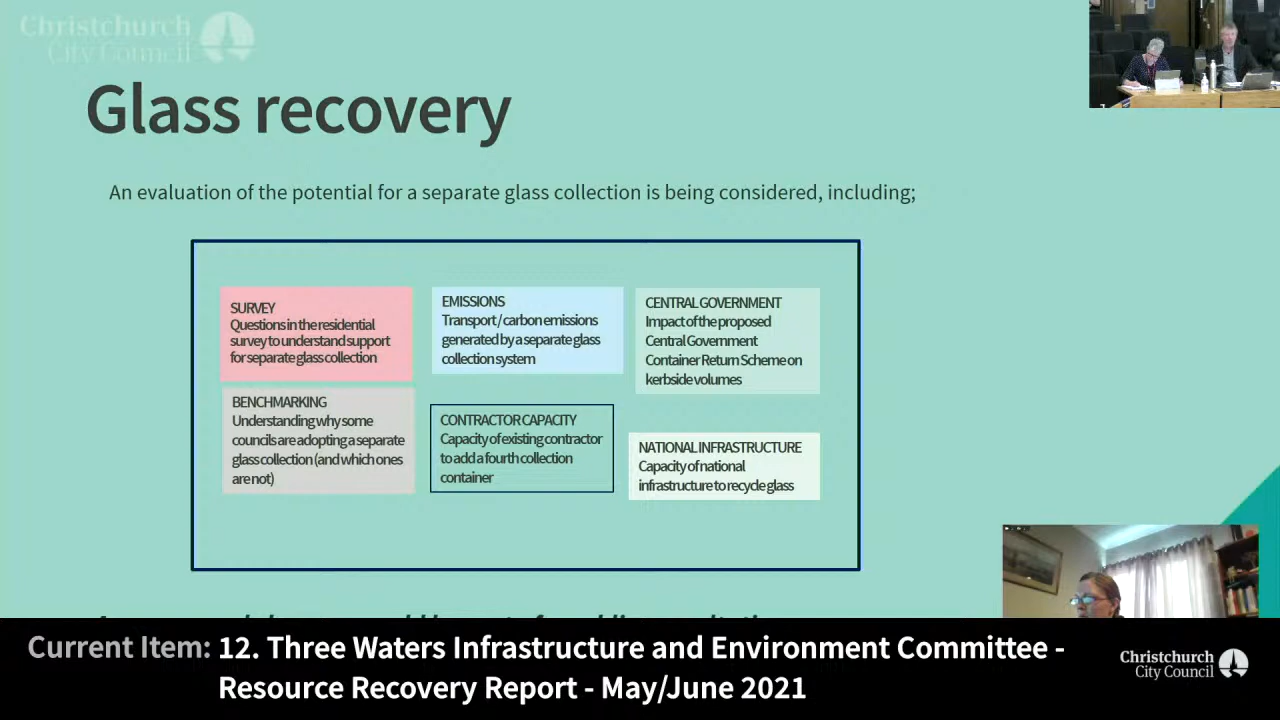 Christchurch
City Council
Glass recovery
An evaluation of the potential for a separate glass collection is being considered, including;
SURVEY
Questions in the residential
survey to understand support
for separate glass collection
EMISSIONS
Transport / carbon emissions
generated by a separate glass
collection system
CENTRAL GOVERNMENT
Impact of the proposed
Central Government
Container Return Scheme on
kerbside volumes
BENCHMARKING
Understanding why some
councils are adopting a separate
glass collection (and which ones
are not)
CONTRACTOR CAPACITY
Capacity of existing contractor
to add a fourth collection
container
NATIONAL INFRASTRUCTURE
Capacity of national
infrastructure to recycle glass
Current Item: 12. Three Waters Infrastructure and Environment Committee -
Resource Recovery Report - May/June 2021
Christchurch
City Council